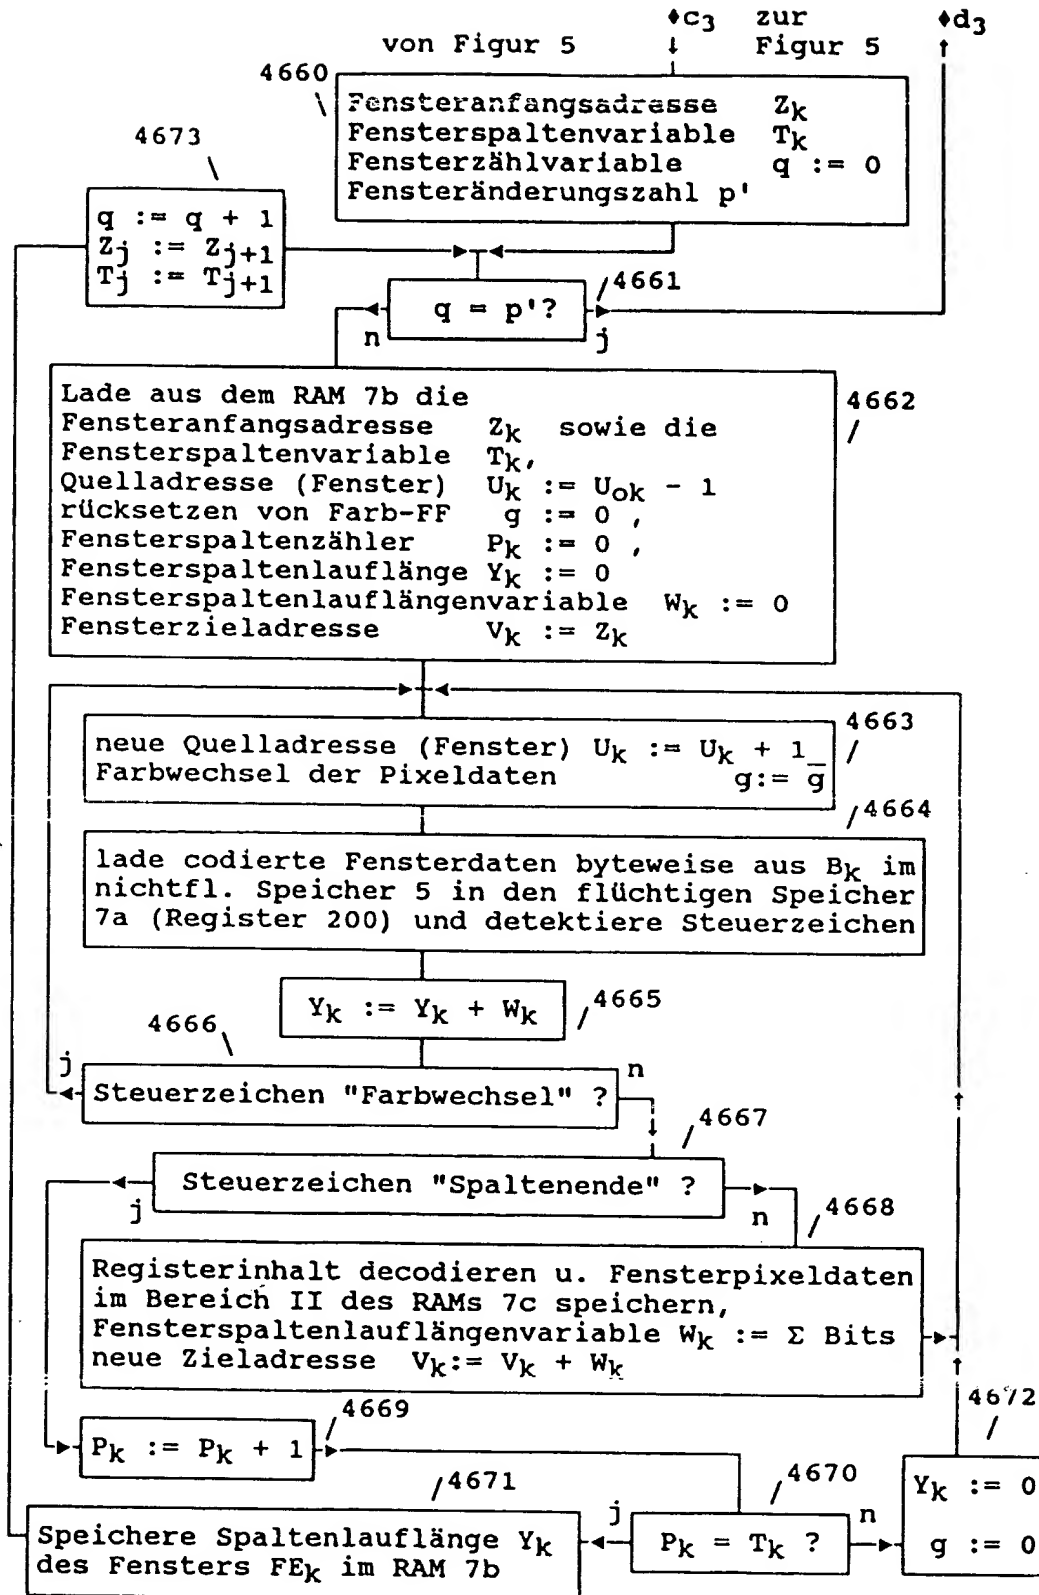 ♦c3 zur ♦d3
von Figur 5 ↓ Figur 5 ↑
4660
Fensteranfangsadresse Zk
Fensterspaltenvariable Tk
Fensterzählvariable q := 0
Fensteränderungszahl p'
4673
q := q + 1
Zj := Zj+1
Tj := Tj+1
4661
q = p'?
n j
Lade aus dem RAM 7b die
Fensteranfangsadresse Zk sowie die
Fensterspaltenvariable Tk,
Quelladresse (Fenster) Uk := Uok - 1
rücksetzen von Farb-FF g := 0 ,
Fensterspaltenzähler Pk := 0 ,
Fensterspaltenlauflänge Yk := 0
Fensterspaltenlauflängenvariable Wk := 0
Fensterzieladresse Vk := Zk
4662
4663
neue Quelladresse (Fenster) Uk := Uk + 1
Farbwechsel der Pixeldaten g:= g̅
4664
lade codierte Fensterdaten byteweise aus Bk im
nichtfl. Speicher 5 in den flüchtigen Speicher
7a (Register 200) und detektiere Steuerzeichen
Yk := Yk + Wk
4665
4666
j n
Steuerzeichen "Farbwechsel" ?
4667
Steuerzeichen "Spaltenende" ?
j n
4668
Registerinhalt decodieren u. Fensterpixeldaten
im Bereich II des RAMs 7c speichern,
Fensterspaltenlauflängenvariable Wk := Σ Bits
neue Zieladresse Vk:= Vk + Wk
4669
Pk := Pk + 1
4672
Yk := 0
g := 0
4670
j n
Pk = Tk ?
4671
Speichere Spaltenlauflänge Yk
des Fensters FEk im RAM 7b